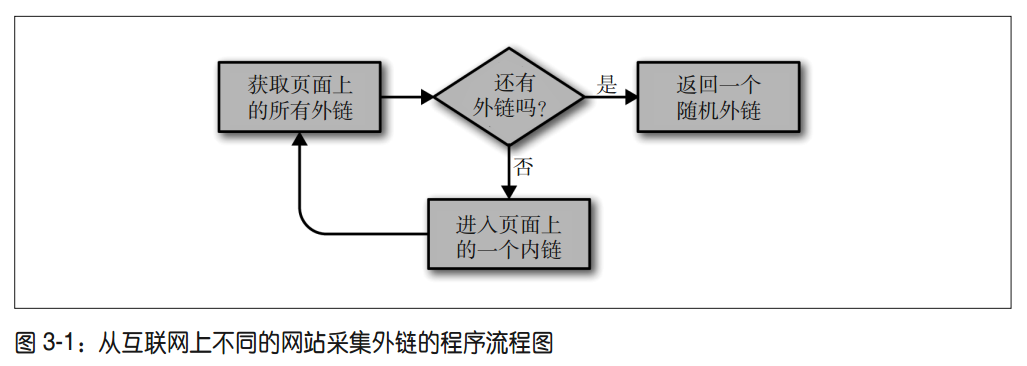 获取页面上
的所有外链
还有
外链吗？
是
返回一个
随机外链
否
进入页面上
的一个内链
图 3-1：从互联网上不同的网站采集外链的程序流程图